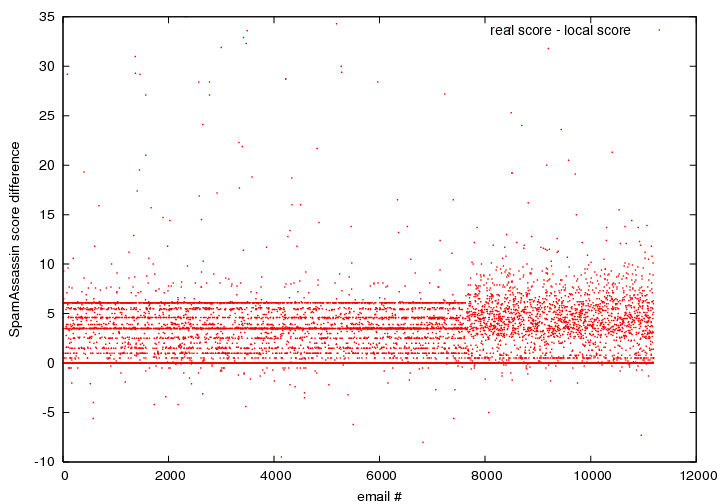 35
real score - local score
30
25
20
15
10
5
0
-5
-10
SpamAssassin score difference
0 2000 4000 6000 8000 10000 12000
email #